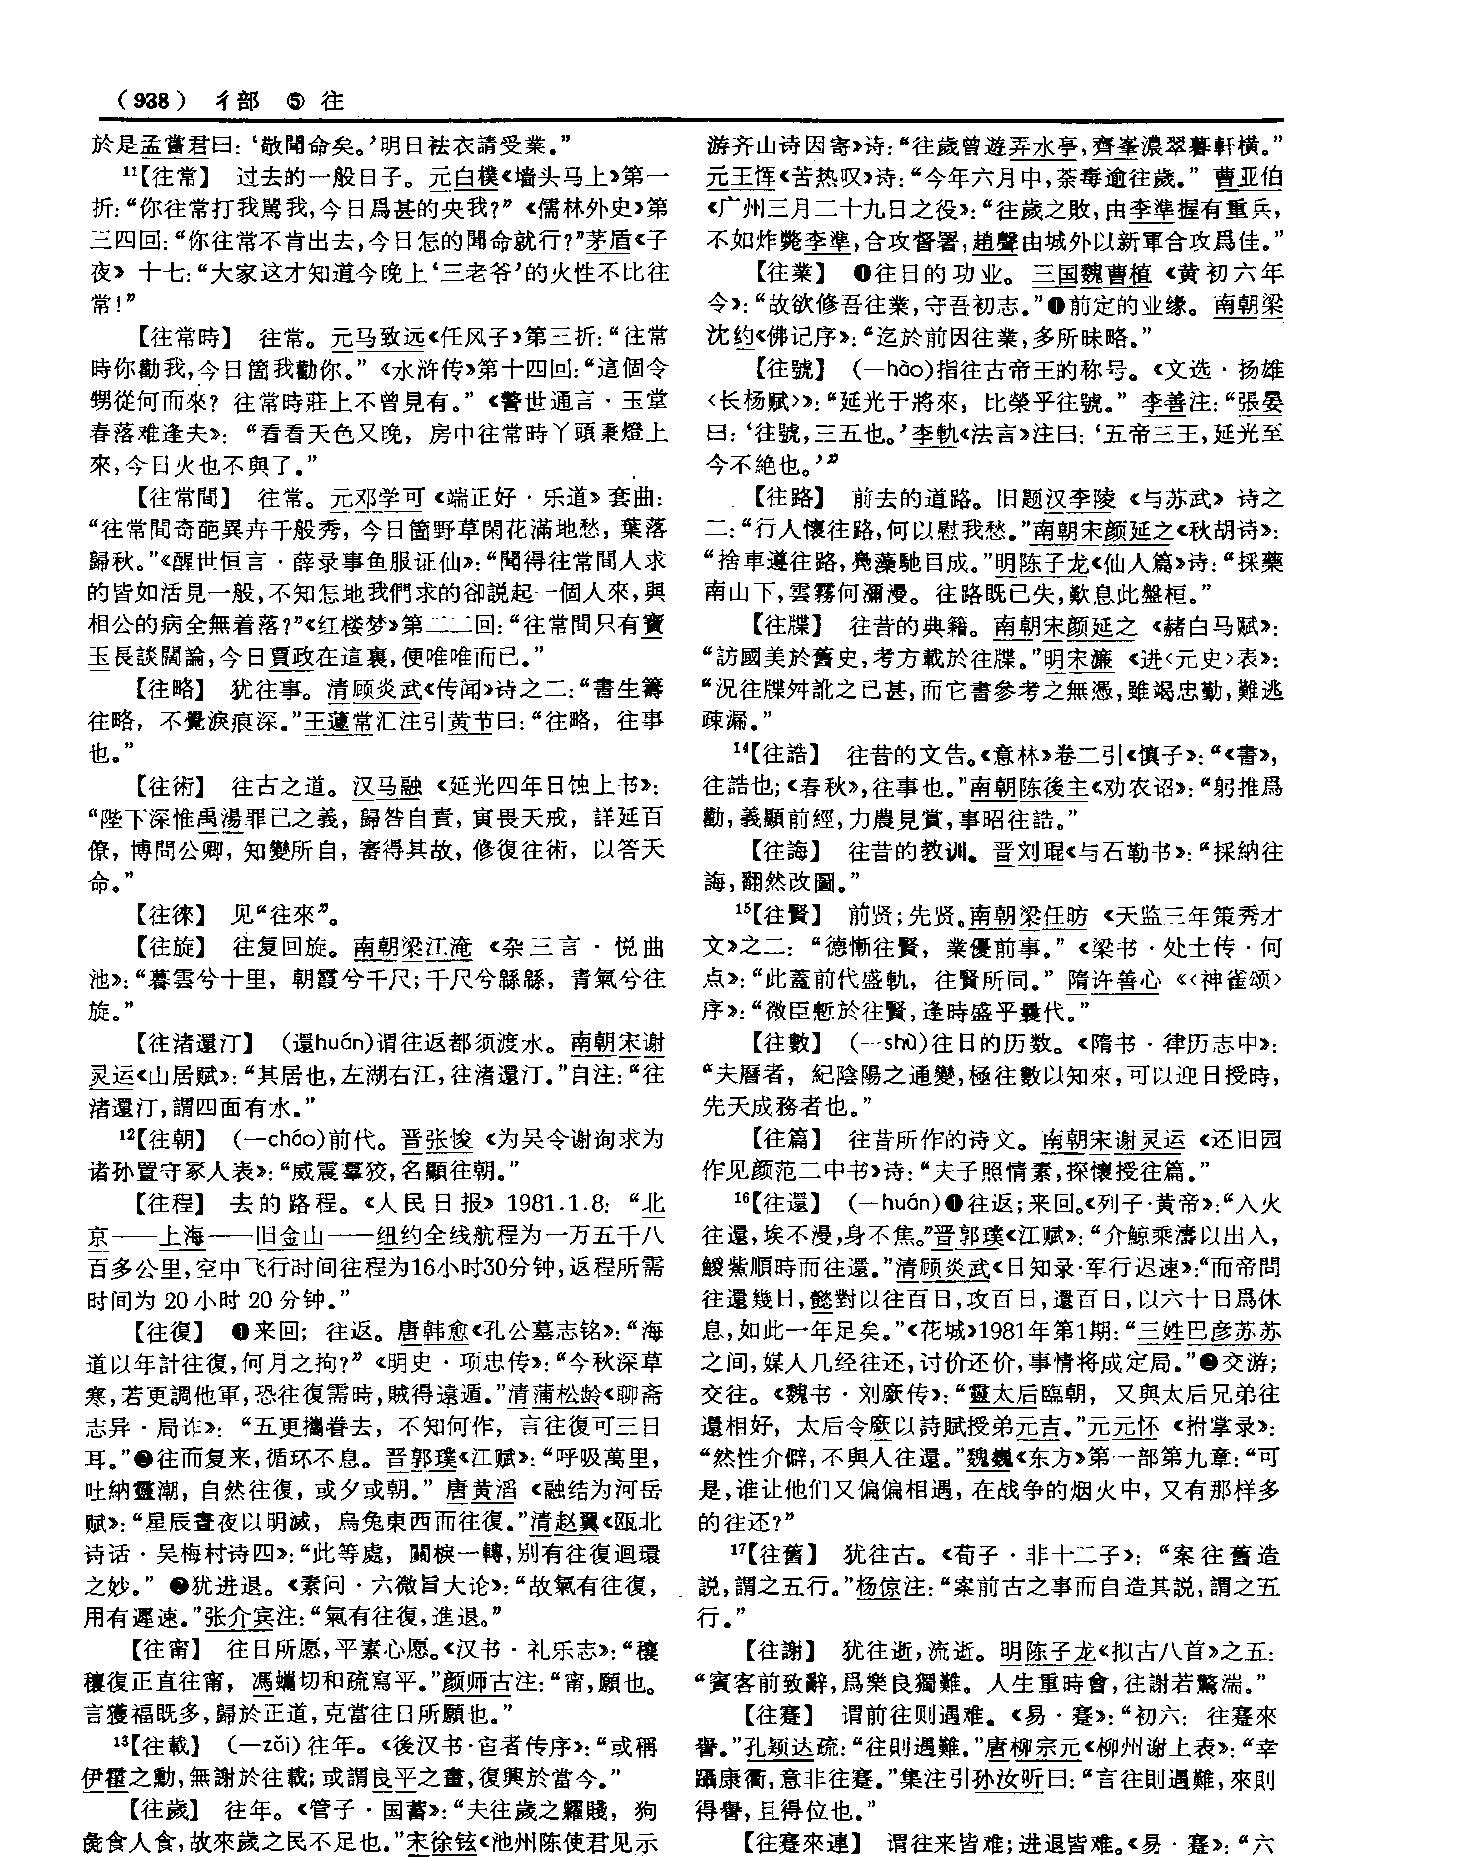 （938） 彳部 ⑤ 往
於是孟嘗君曰：‘敬聞命矣。’明日袪衣請受業。”
11【往常】 过去的一般日子。元白樸《墙头马上》第一
折：“你往常打我駡我，今日爲甚的央我？”《儒林外史》第
三四回：“你往常不肯出去，今日怎的聞命就行？”茅盾《子
夜》十七：“大家这才知道今晚上‘三老爷’的火性不比往
常！”
【往常時】 往常。元马致远《任风子》第三折：“往常
時你勸我，今日箇我勸你。”《水浒传》第十四回：“這個令
甥從何而來？往常時莊上不曾見有。”《警世通言·玉堂
春落难逢夫》：“看看天色又晚，房中往常時丫頭秉燈上
來，今日火也不與了。”
【往常間】 往常。元邓学可《端正好·乐道》套曲：
“往常間奇葩異卉千般秀，今日箇野草閑花滿地愁，葉落
歸秋。”《醒世恒言·薛录事鱼服证仙》：“聞得往常間人求
的皆如活見一般，不知怎地我們求的卻説起一個人來，與
相公的病全無着落？”《红楼梦》第二二回：“往常間只有寶
玉長談闊論，今日賈政在這裏，便唯唯而已。”
【往略】 犹往事。清顾炎武《传闻》诗之二：“書生籌
往略，不覺淚痕深。”王蘧常汇注引黄节曰：“往略，往事
也。”
【往術】 往古之道。汉马融《延光四年日蚀上书》：
“陛下深惟禹湯罪己之義，歸咎自責，寅畏天戒，詳延百
僚，博問公卿，知變所自，審得其故，修復往術，以答天
命。”
【往徠】 见“往來”。
【往旋】 往复回旋。南朝梁江淹《杂三言·悦曲
池》：“暮雲兮十里，朝霞兮千尺；千尺兮緜緜，青氣兮往
旋。”
【往渚還汀】 （還huán）谓往返都须渡水。南朝宋谢
灵运《山居赋》：“其居也，左湖右江，往渚還汀。”自注：“往
渚還汀，謂四面有水。”
12【往朝】 （—cháo）前代。晋张悛《为吴令谢询求为
诸孙置守冢人表》：“威震羣狡，名顯往朝。”
【往程】 去的路程。《人民日报》1981.1.8：“北
京——上海——旧金山——纽约全线航程为一万五千八
百多公里，空中飞行时间往程为16小时30分钟，返程所需
时间为20小时20分钟。”
【往復】 ❶来回；往返。唐韩愈《孔公墓志铭》：“海
道以年計往復，何月之拘？”《明史·项忠传》：“今秋深草
寒，若更調他軍，恐往復需時，賊得遠遁。”清蒲松龄《聊斋
志异·局诈》：“五更攜眷去，不知何作，言往復可三日
耳。”❷往而复来，循环不息。晋郭璞《江赋》：“呼吸萬里，
吐納靈潮，自然往復，或夕或朝。”唐黄滔《融结为河岳
赋》：“星辰晝夜以明滅，烏兔東西而往復。”清赵翼《瓯北
诗话·吴梅村诗四》：“此等處，關棙一轉，别有往復迴環
之妙。”❷犹进退。《素问·六微旨大论》：“故氣有往復，
用有遲速。”张介宾注：“氣有往復，進退。”
【往甯】 往日所愿，平素心愿。《汉书·礼乐志》：“穰
穰復正直往甯，馮蠵切和疏寫平。”颜师古注：“甯，願也。
言獲福既多，歸於正道，克當往日所願也。”
13【往載】 （—zǎi）往年。《後汉书·宦者传序》：“或稱
伊霍之勳，無謝於往載；或謂良平之畫，復興於當今。”
【往歲】 往年。《管子·国蓄》：“夫往歲之糶賤，狗
彘食人食，故來歲之民不足也。”宋徐铉《池州陈使君见示
游齐山诗因寄》诗：“往歲曾遊弄水亭，齊峯濃翠暮軒横。”
元王恽《苦热叹》诗：“今年六月中，荼毒逾往歲。”曹亚伯
《广州三月二十九日之役》：“往歲之敗，由李準握有重兵，
不如炸斃李準，合攻督署，趙聲由城外以新軍合攻爲佳。”
【往業】 ❶往日的功业。三国魏曹植《黄初六年
令》：“故欲修吾往業，守吾初志。”❶前定的业缘。南朝梁
沈约《佛记序》：“迄於前因往業，多所昧略。”
【往號】 （—hào）指往古帝王的称号。《文选·扬雄
〈长杨赋〉》：“延光于將來，比榮乎往號。”李善注：“張晏
曰：‘往號，三五也。’李軌《法言》注曰：‘五帝三王，延光至
今不絶也。’”
【往路】 前去的道路。旧题汉李陵《与苏武》诗之
二：“行人懷往路，何以慰我愁。”南朝宋颜延之《秋胡诗》：
“捨車遵往路，鳧藻馳目成。”明陈子龙《仙人篇》诗：“採藥
南山下，雲霧何瀰漫。往路既已失，歎息此盤桓。”
【往牒】 往昔的典籍。南朝宋颜延之《赭白马赋》：
“訪國美於舊史，考方載於往牒。”明宋濂《进〈元史〉表》：
“況往牒舛訛之已甚，而它書參考之無憑，雖竭忠勤，難逃
疎漏。”
14【往誥】 往昔的文告。《意林》卷二引《慎子》：“《書》，
往誥也；《春秋》，往事也。”南朝陈後主《劝农诏》：“躬推爲
勸，義顯前經，力農見賞，事昭往誥。”
【往誨】 往昔的教训。晋刘琨《与石勒书》：“採納往
誨，翻然改圖。”
15【往賢】 前贤；先贤。南朝梁任昉《天监三年策秀才
文》之二：“德慚往賢，業優前事。”《梁书·处士传·何
点》：“此蓋前代盛軌，往賢所同。”隋许善心《〈神雀颂〉
序》：“微臣慙於往賢，逢時盛乎曩代。”
【往數】 （—shù）往日的历数。《隋书·律历志中》：
“夫曆者，紀陰陽之通變，極往數以知來，可以迎日授時，
先天成務者也。”
【往篇】 往昔所作的诗文。南朝宋谢灵运《还旧园
作见颜范二中书》诗：“夫子照情素，探懷授往篇。”
16【往還】 （—huán）❶往返；来回。《列子·黄帝》：“入火
往還，埃不漫，身不焦。”晋郭璞《江赋》：“介鯨乘濤以出入，
鯼鮆順時而往還。”清顾炎武《日知录·军行迟速》：“而帝問
往還幾日，懿對以往百日，攻百日，還百日，以六十日爲休
息，如此一年足矣。”《花城》1981年第1期：“三姓巴彦苏苏
之间，媒人几经往还，讨价还价，事情将成定局。”❷交游；
交往。《魏书·刘廞传》：“靈太后臨朝，又與太后兄弟往
還相好，太后令廞以詩賦授弟元吉。”元元怀《拊掌录》：
“然性介僻，不與人往還。”魏巍《东方》第一部第九章：“可
是，谁让他们又偏偏相遇，在战争的烟火中，又有那样多
的往还？”
17【往舊】 犹往古。《荀子·非十二子》：“案往舊造
説，謂之五行。”杨倞注：“案前古之事而自造其説，謂之五
行。”
【往謝】 犹往逝，流逝。明陈子龙《拟古八首》之五：
“賓客前致辭，爲樂良獨難。人生重時會，往謝若驚湍。”
【往蹇】 谓前往则遇难。《易·蹇》：“初六：往蹇來
譽。”孔颖达疏：“往則遇難。”唐柳宗元《柳州谢上表》：“幸
躡康衢，意非往蹇。”集注引孙汝听曰：“言往則遇難，來則
得譽，且得位也。”
【往蹇來連】 谓往来皆难；进退皆难。《易·蹇》：“六